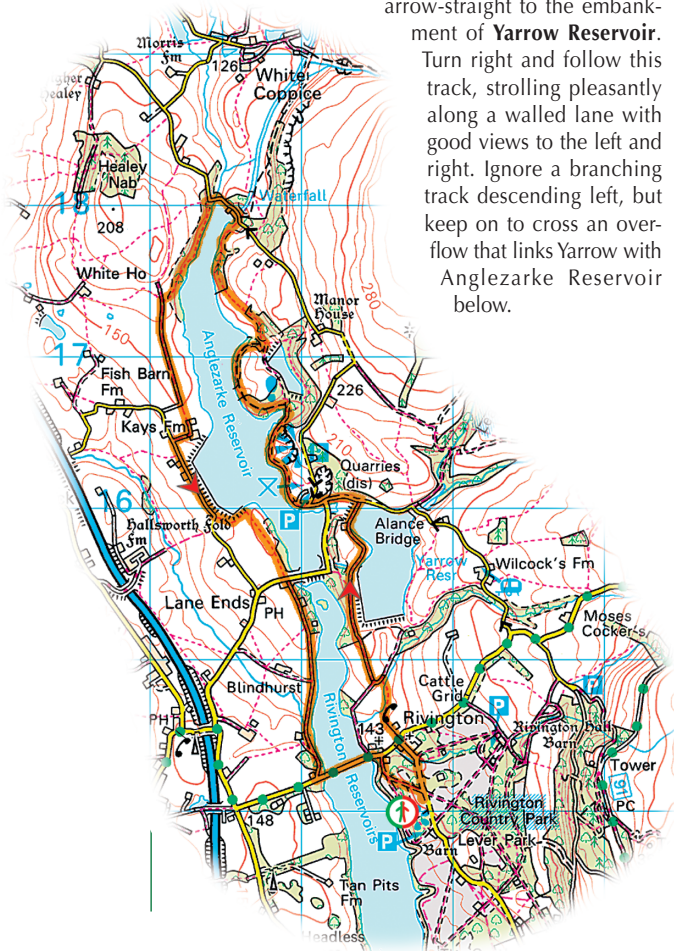 arrow-straight to the embank-
ment of Yarrow Reservoir.
Turn right and follow this
track, strolling pleasantly
along a walled lane with
good views to the left and
right. Ignore a branching
track descending left, but
keep on to cross an over-
flow that links Yarrow with
Anglezarke Reservoir
below.
Morris
Fm
126
White
Coppice
gher
Healey
Healey
Nab
18
208
Waterfall
White Ho
280
Manor
House
150
17
Fish Barn
Fm
Anglezarke Reservoir
226
Kays Fm
210
Quarries
(dis)
16
P
Hallsworth Fold
Fm
Alance
Bridge
Yarrow
Resr
Wilcock's Fm
Lane Ends
PH
Moses
Cocker's
Blindhurst
Cattle
Grid
P
P
PH
Rivington
143
Rivington Hall
Barn
Rivington Reservoirs
Tower
91
PC
148
Rivington
Country Park
P
Barn
Lever Park
Tan Pits
Fm
Headless